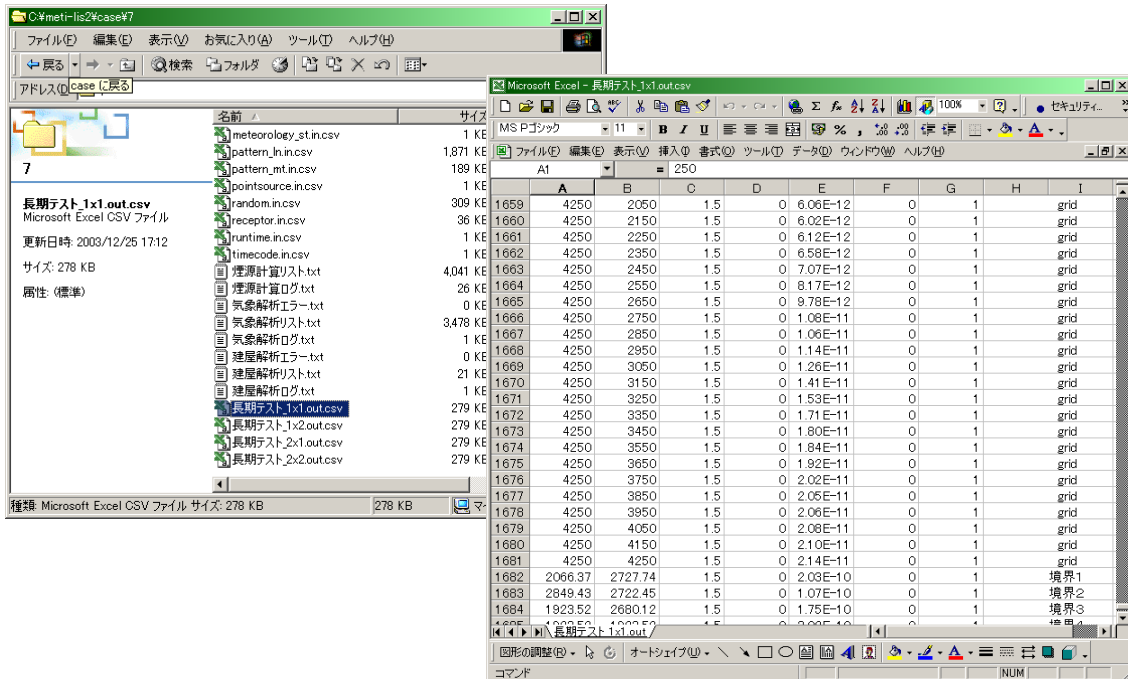 C:¥meti-lis2¥case¥7
ファイル(F) 編集(E) 表示(V) お気に入り(A) ツール(T) ヘルプ(H)
戻る 検索 フォルダ
アドレス(D case に戻る
7
長期テスト_1x1.out.csv
Microsoft Excel CSV ファイル
更新日時: 2003/12/25 17:12
サイズ: 278 KB
属性: (標準)
名前 サイズ
meteorology_st.in.csv 1 KE
pattern_ln.in.csv 1,871 KE
pattern_mt.in.csv 189 KE
pointsource.in.csv 1 KE
random.in.csv 309 KE
receptor.in.csv 36 KE
runtime.in.csv 1 KE
timecode.in.csv 1 KE
煙源計算リスト.txt 4,041 KE
煙源計算ログ.txt 26 KE
気象解析エラー.txt 0 KE
気象解析リスト.txt 3,478 KE
気象解析ログ.txt 1 KE
建屋解析エラー.txt 0 KE
建屋解析リスト.txt 21 KE
建屋解析ログ.txt 1 KE
長期テスト_1x1.out.csv 279 KE
長期テスト_1x2.out.csv 279 KE
長期テスト_2x1.out.csv 279 KE
長期テスト_2x2.out.csv 279 KE
種類: Microsoft Excel CSV ファイル サイズ: 278 KB 278 KB マ
Microsoft Excel - 長期テスト_1x1.out.csv
100% セキュリティ...
MS Pゴシック 11 B I U
ファイル(F) 編集(E) 表示(V) 挿入(I) 書式(O) ツール(T) データ(D) ウィンドウ(W) ヘルプ(H)
A1 = 250
A B C D E F G H I
1659 4250 2050 1.5 0 6.06E-12 0 1 grid
1660 4250 2150 1.5 0 6.02E-12 0 1 grid
1661 4250 2250 1.5 0 6.12E-12 0 1 grid
1662 4250 2350 1.5 0 6.58E-12 0 1 grid
1663 4250 2450 1.5 0 7.07E-12 0 1 grid
1664 4250 2550 1.5 0 8.17E-12 0 1 grid
1665 4250 2650 1.5 0 9.78E-12 0 1 grid
1666 4250 2750 1.5 0 1.08E-11 0 1 grid
1667 4250 2850 1.5 0 1.06E-11 0 1 grid
1668 4250 2950 1.5 0 1.14E-11 0 1 grid
1669 4250 3050 1.5 0 1.26E-11 0 1 grid
1670 4250 3150 1.5 0 1.41E-11 0 1 grid
1671 4250 3250 1.5 0 1.53E-11 0 1 grid
1672 4250 3350 1.5 0 1.71E-11 0 1 grid
1673 4250 3450 1.5 0 1.80E-11 0 1 grid
1674 4250 3550 1.5 0 1.84E-11 0 1 grid
1675 4250 3650 1.5 0 1.92E-11 0 1 grid
1676 4250 3750 1.5 0 2.02E-11 0 1 grid
1677 4250 3850 1.5 0 2.05E-11 0 1 grid
1678 4250 3950 1.5 0 2.06E-11 0 1 grid
1679 4250 4050 1.5 0 2.08E-11 0 1 grid
1680 4250 4150 1.5 0 2.10E-11 0 1 grid
1681 4250 4250 1.5 0 2.14E-11 0 1 grid
1682 2066.37 2727.74 1.5 0 2.03E-10 0 1 境界1
1683 2849.43 2722.45 1.5 0 1.07E-10 0 1 境界2
1684 1923.52 2680.12 1.5 0 1.75E-10 0 1 境界3
長期テスト 1x1.out
図形の調整(R) オートシェイプ(U)
コマンド NUM